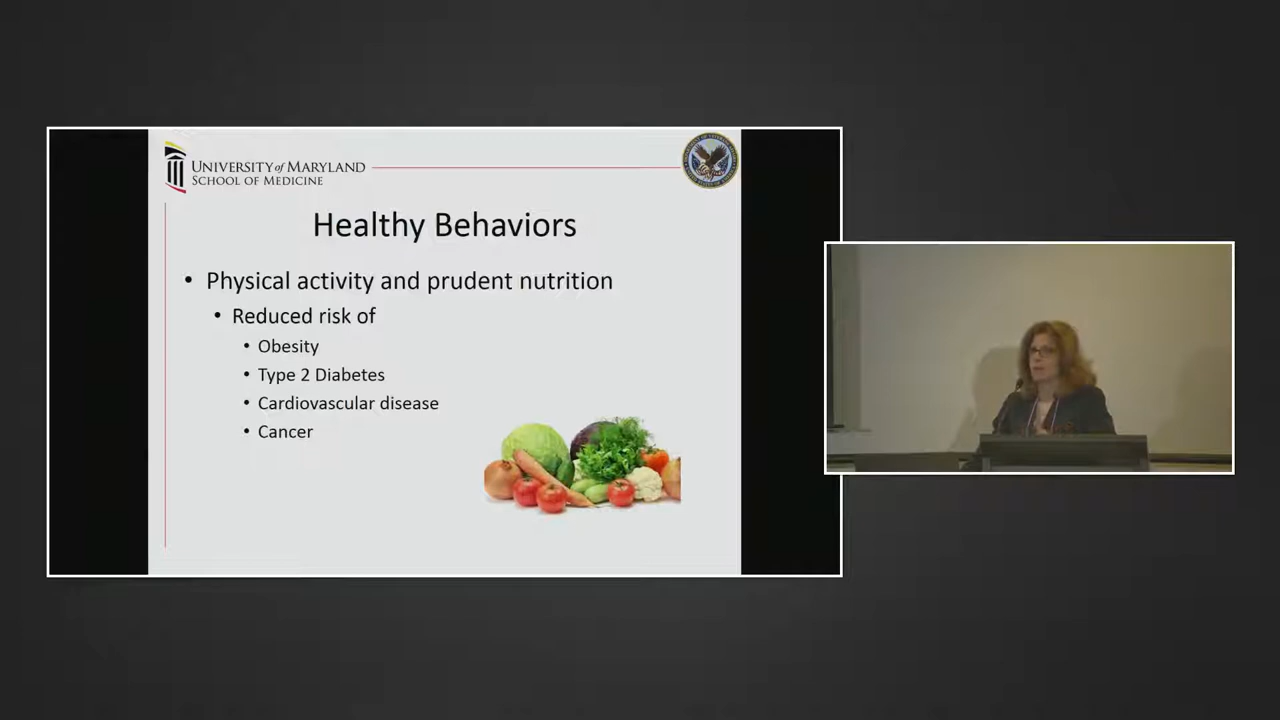 UNIVERSITY of MARYLAND
SCHOOL OF MEDICINE
Healthy Behaviors
• Physical activity and prudent nutrition
• Reduced risk of
• Obesity
• Type 2 Diabetes
• Cardiovascular disease
• Cancer